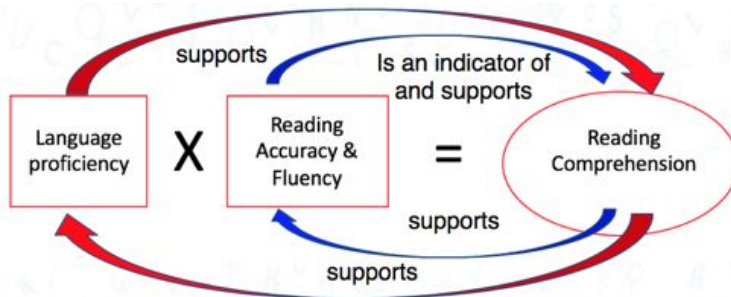 supports
Is an indicator of
and supports
Language
proficiency
X
Reading
Accuracy &
Fluency
=
Reading
Comprehension
supports
supports